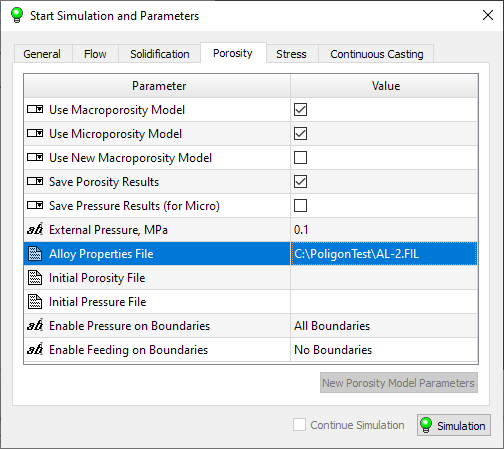 Start Simulation and Parameters
General Flow Solidification Porosity Stress Continuous Casting
Parameter Value
Use Macroporosity Model
Use Microporosity Model
Use New Macroporosity Model
Save Porosity Results
Save Pressure Results (for Micro)
External Pressure, MPa 0.1
Alloy Properties File C:\PoligonTest\AL-2.FIL
Initial Porosity File
Initial Pressure File
Enable Pressure on Boundaries All Boundaries
Enable Feeding on Boundaries No Boundaries
New Porosity Model Parameters
Continue Simulation Simulation